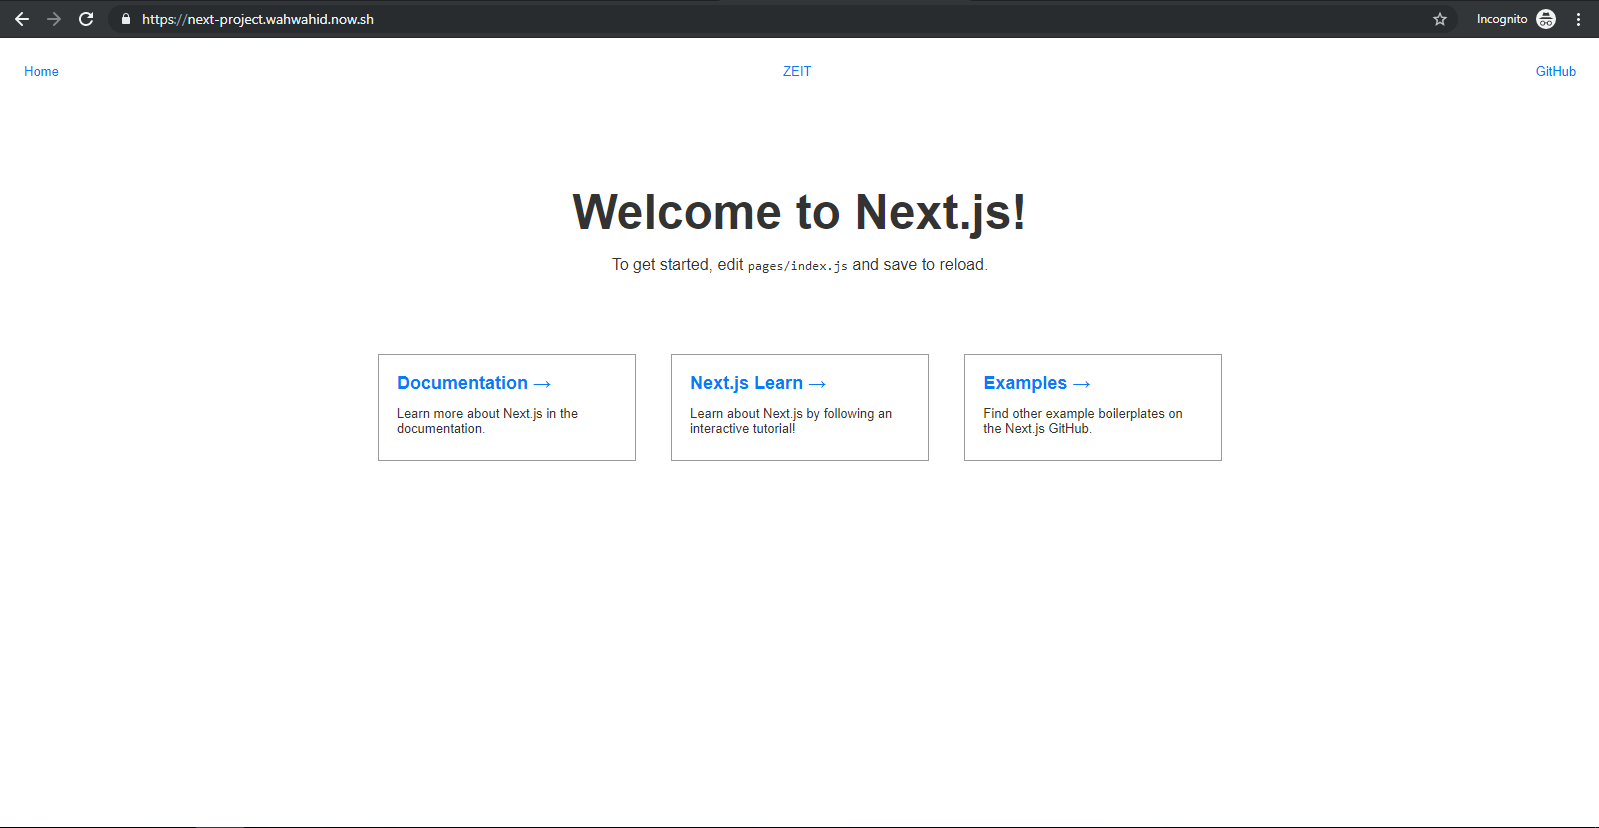 https://next-project.wahwahid.now.sh
Incognito
Home
ZEIT
GitHub
Welcome to Next.js!
To get started, edit pages/index.js and save to reload.
Documentation →
Learn more about Next.js in the
documentation.
Next.js Learn →
Learn about Next.js by following an
interactive tutorial!
Examples →
Find other example boilerplates on
the Next.js GitHub.